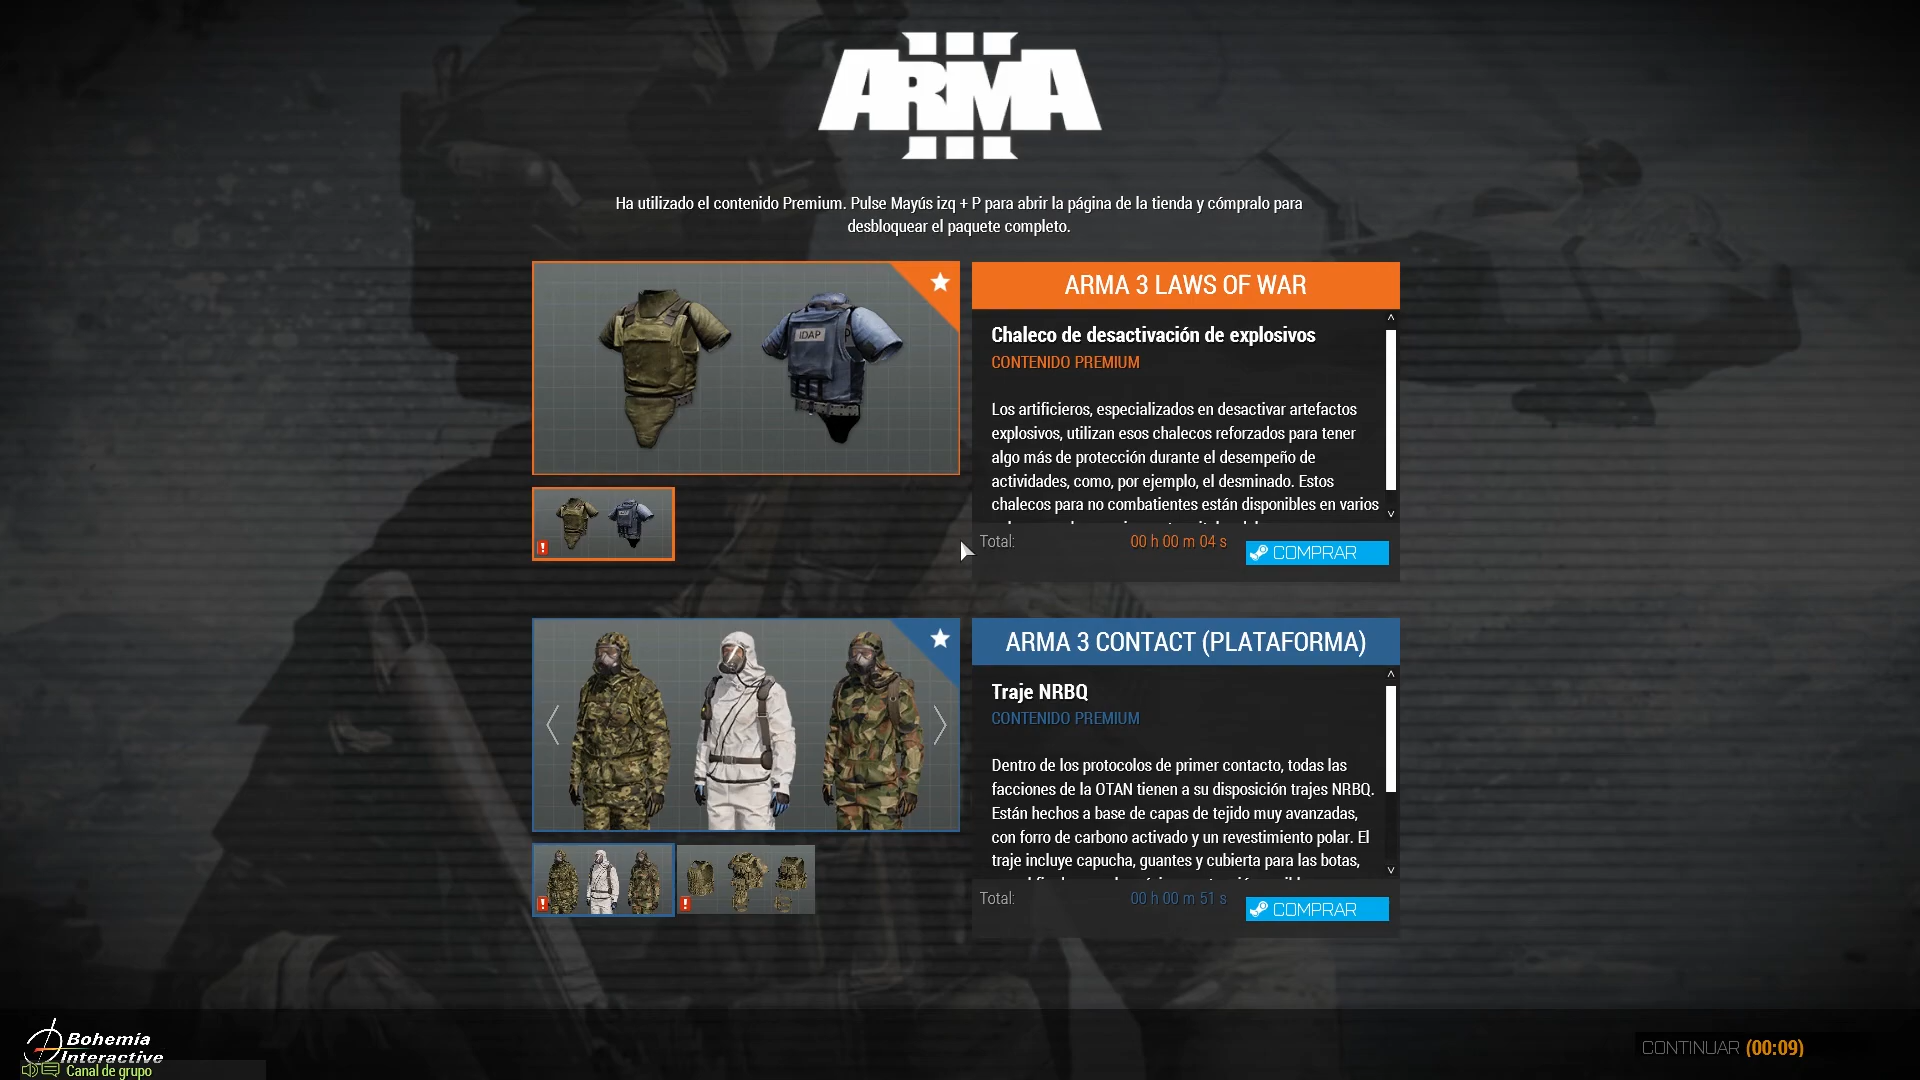 ARMA
III
Ha utilizado el contenido Premium. Pulse Mayús izq + P para abrir la página de la tienda y cómpralo para
desbloquear el paquete completo.
IDAP
ARMA 3 LAWS OF WAR
Chaleco de desactivación de explosivos
CONTENIDO PREMIUM
Los artificieros, especializados en desactivar artefactos
explosivos, utilizan esos chalecos reforzados para tener
algo más de protección durante el desempeño de
actividades, como, por ejemplo, el desminado. Estos
chalecos para no combatientes están disponibles en varios
Total: 00 h 00 m 04 s
COMPRAR
ARMA 3 CONTACT (PLATAFORMA)
Traje NRBQ
CONTENIDO PREMIUM
Dentro de los protocolos de primer contacto, todas las
facciones de la OTAN tienen a su disposición trajes NRBQ.
Están hechos a base de capas de tejido muy avanzadas,
con forro de carbono activado y un revestimiento polar. El
traje incluye capucha, guantes y cubierta para las botas,
Total: 00 h 00 m 51 s
COMPRAR
Bohemia
Interactive
Canal de grupo
CONTINUAR (00:09)